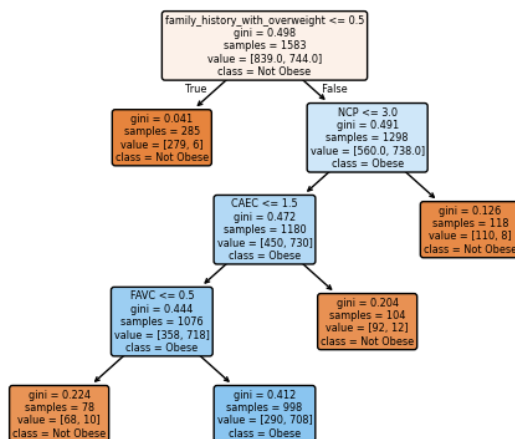 family_history_with_overweight <= 0.5
gini = 0.498
samples = 1583
value = [839.0, 744.0]
class = Not Obese
True
False
gini = 0.041
samples = 285
value = [279, 6]
class = Not Obese
NCP <= 3.0
gini = 0.491
samples = 1298
value = [560.0, 738.0]
class = Obese
CAEC <= 1.5
gini = 0.472
samples = 1180
value = [450, 730]
class = Obese
gini = 0.126
samples = 118
value = [110, 8]
class = Not Obese
FAVC <= 0.5
gini = 0.444
samples = 1076
value = [358, 718]
class = Obese
gini = 0.204
samples = 104
value = [92, 12]
class = Not Obese
gini = 0.224
samples = 78
value = [68, 10]
class = Not Obese
gini = 0.412
samples = 998
value = [290, 708]
class = Obese